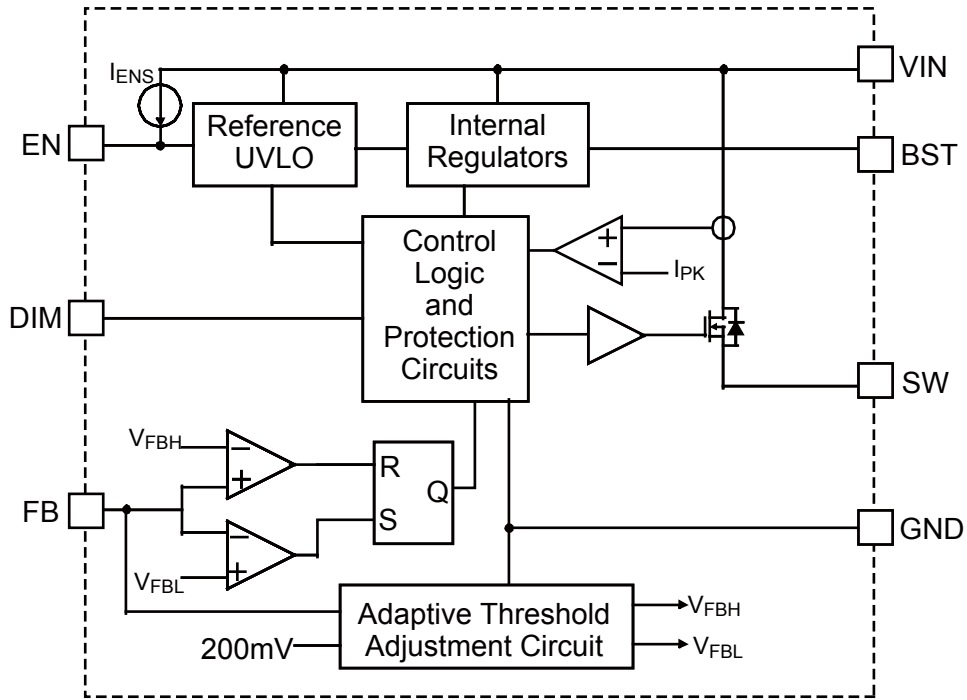 VIN
IENS
Reference
UVLO
Internal
Regulators
EN
BST
Control
Logic
and
Protection
Circuits
+
−
IPK
DIM
SW
VFBH
−
+
R
Q
S
FB
−
+
VFBL
GND
Adaptive Threshold
Adjustment Circuit
VFBH
VFBL
200mV